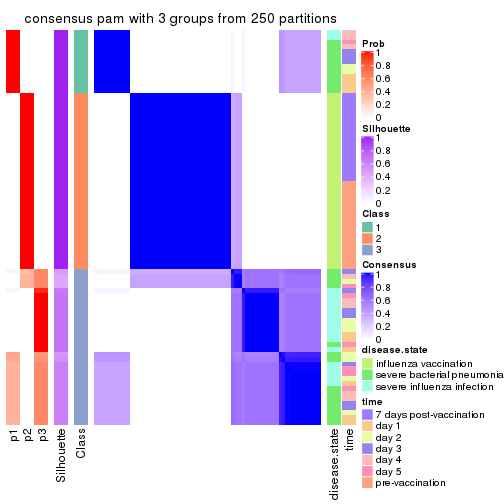 consensus pam with 3 groups from 250 partitions
Prob
1
0.8
0.6
0.4
0.2
0
Silhouette
1
0.8
0.6
0.4
0.2
0
Class
1
2
3
Consensus
1
0.8
0.6
0.4
0.2
0
disease.state
influenza vaccination
severe bacterial pneumonia
severe influenza infection
time
7 days post-vaccination
day 1
day 2
day 3
day 4
day 5
pre-vaccination
p1
p2
p3
Silhouette
Class
disease.state
time